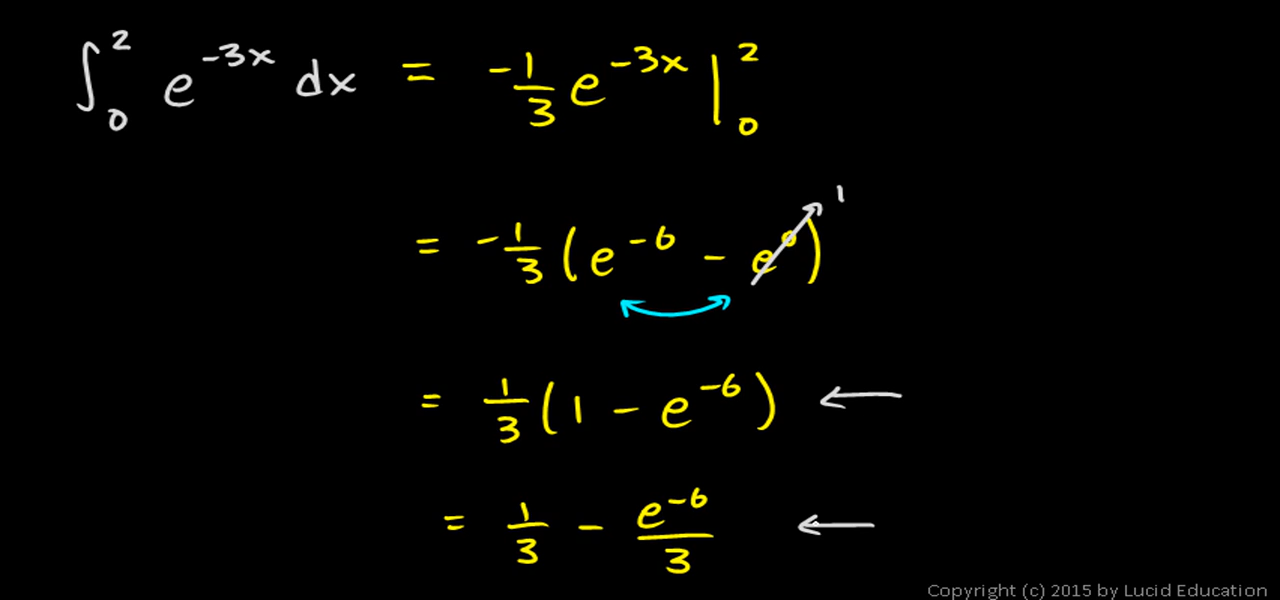 ∫₀² e⁻³ˣ dx = -1/3 e⁻³ˣ |₀²
= -1/3 (e⁻⁶ - e⁰) 1
= 1/3 (1 - e⁻⁶) ←
= 1/3 - e⁻⁶/3 ←
Copyright (c) 2015 by Lucid Education